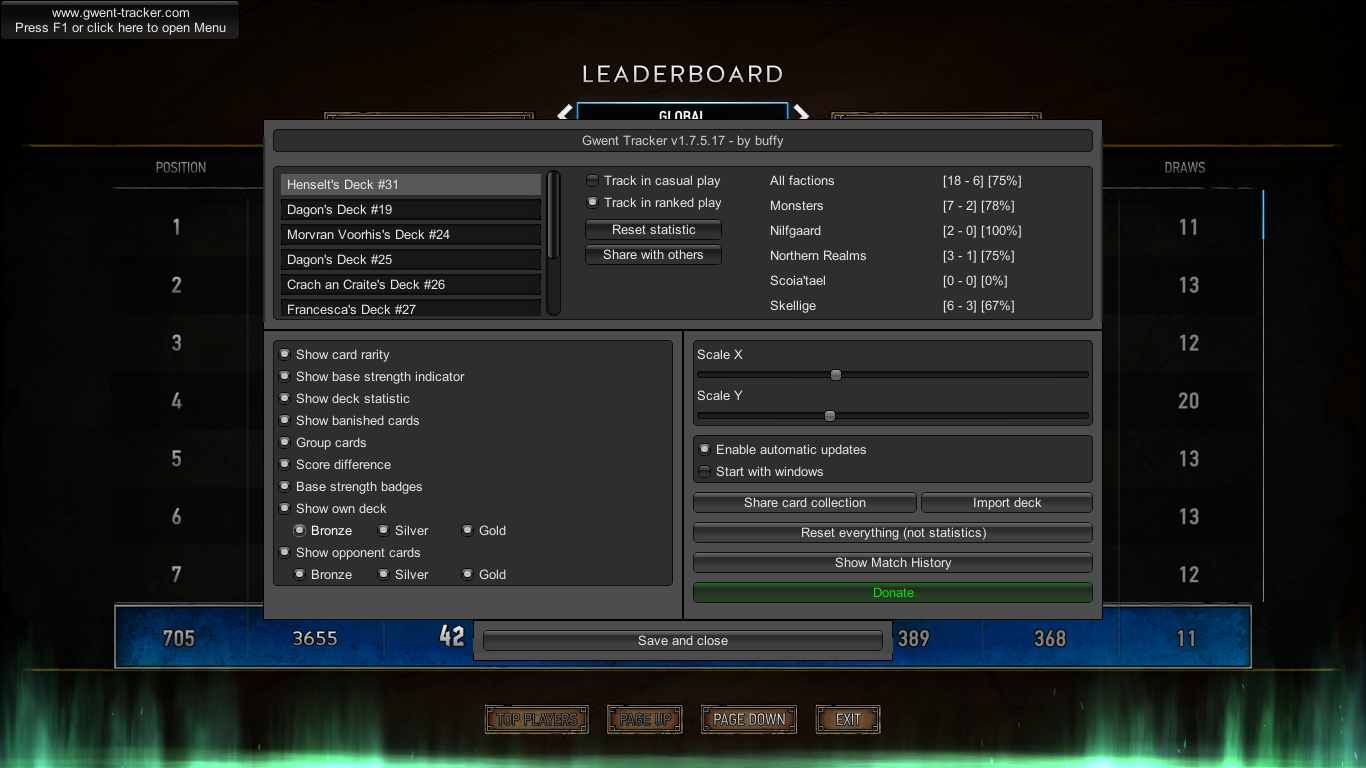 www.gwent-tracker.com
Press F1 or click here to open Menu
LEADERBOARD
GLOBAL
Gwent Tracker v1.7.5.17 - by buffy
POSITION
DRAWS
Henselt's Deck #31
Dagon's Deck #19
Morvran Voorhis's Deck #24
Dagon's Deck #25
Crach an Craite's Deck #26
Francesca's Deck #27
Track in casual play
Track in ranked play
Reset statistic
Share with others
All factions [18 - 6] [75%]
Monsters [7 - 2] [78%]
Nilfgaard [2 - 0] [100%]
Northern Realms [3 - 1] [75%]
Scoia'tael [0 - 0] [0%]
Skellige [6 - 3] [67%]
1 11
2 13
3 12
4 20
5 13
6 13
7 12
Show card rarity
Show base strength indicator
Show deck statistic
Show banished cards
Group cards
Score difference
Base strength badges
Show own deck
Bronze Silver Gold
Show opponent cards
Bronze Silver Gold
Scale X
Scale Y
Enable automatic updates
Start with windows
Share card collection Import deck
Reset everything (not statistics)
Show Match History
Donate
705 3655 42 389 368 11
Save and close
TOP PLAYERS PAGE UP PAGE DOWN EXIT